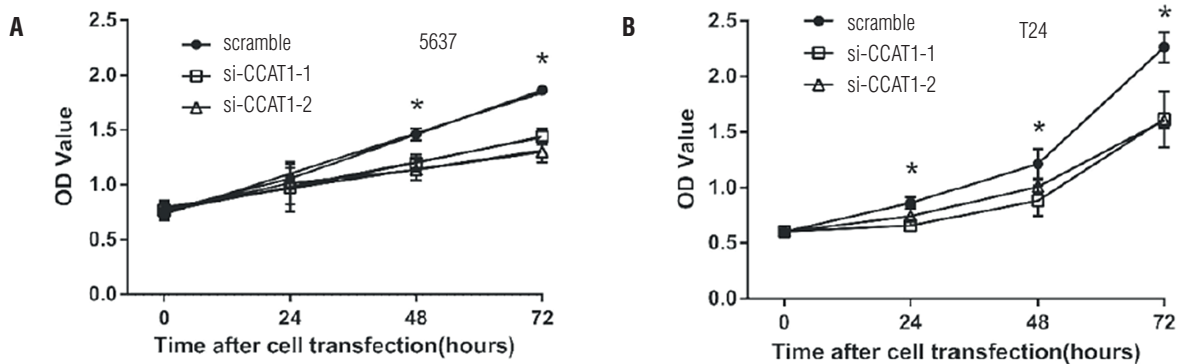 A
5637
scramble
si-CCAT1-1
si-CCAT1-2
*
*
OD Value
2.5
2.0
1.5
1.0
0.5
0.0
0
24
48
72
Time after cell transfection(hours)
B
T24
scramble
si-CCAT1-1
si-CCAT1-2
*
*
*
OD Value
2.5
2.0
1.5
1.0
0.5
0.0
0
24
48
72
Time after cell transfection(hours)